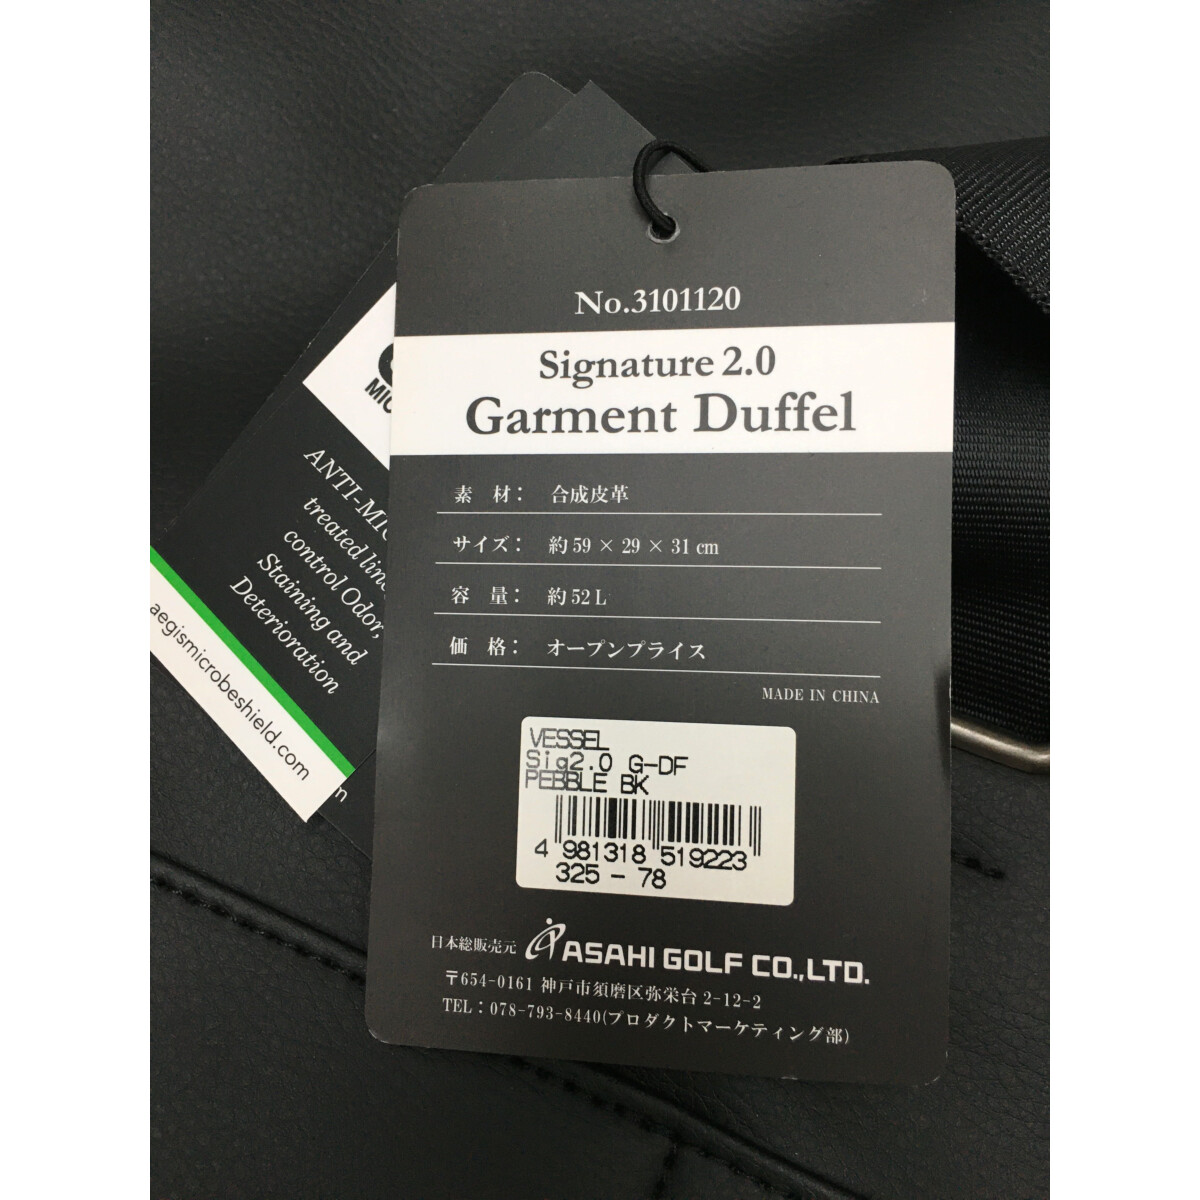 No.3101120
Signature 2.0
Garment Duffel
素 材： 合成皮革
サイズ： 約 59 × 29 × 31 cm
容 量： 約 52 L
価 格： オープンプライス
MADE IN CHINA
VESSEL
Sig2.0 G-DF
PEBBLE BK
4 981318 519223
325 - 78
日本総販売元 ASAHI GOLF CO.,LTD.
〒654-0161 神戸市須磨区弥栄台 2-12-2
TEL：078-793-8440(プロダクトマーケティング部)
treated
control Odor,
Staining and
Deterioration
aegismicrobeshield.com